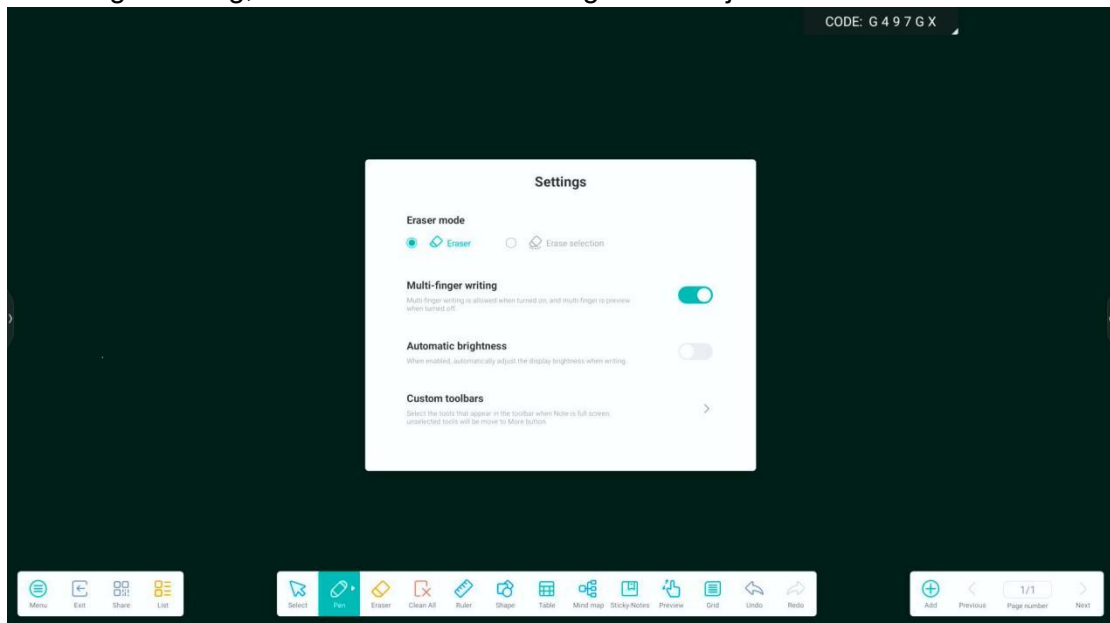 CODE: G 4 9 7 G X
Settings
Eraser mode
Eraser Erase selection
Multi-finger writing
Multi-finger writing is allowed when turned on, and multi-finger is preview
when turned off.
Automatic brightness
When enabled, automatically adjust the display brightness when writing.
Custom toolbars
Select the tools that appear in the toolbar when Note is full screen,
unselected tools will be move to More button.
Menu Exit Share List Select Pen Eraser Clean All Ruler Shape Table Mind map Sticky-Notes Preview Grid Undo Redo Add Previous 1/1 Page number Next